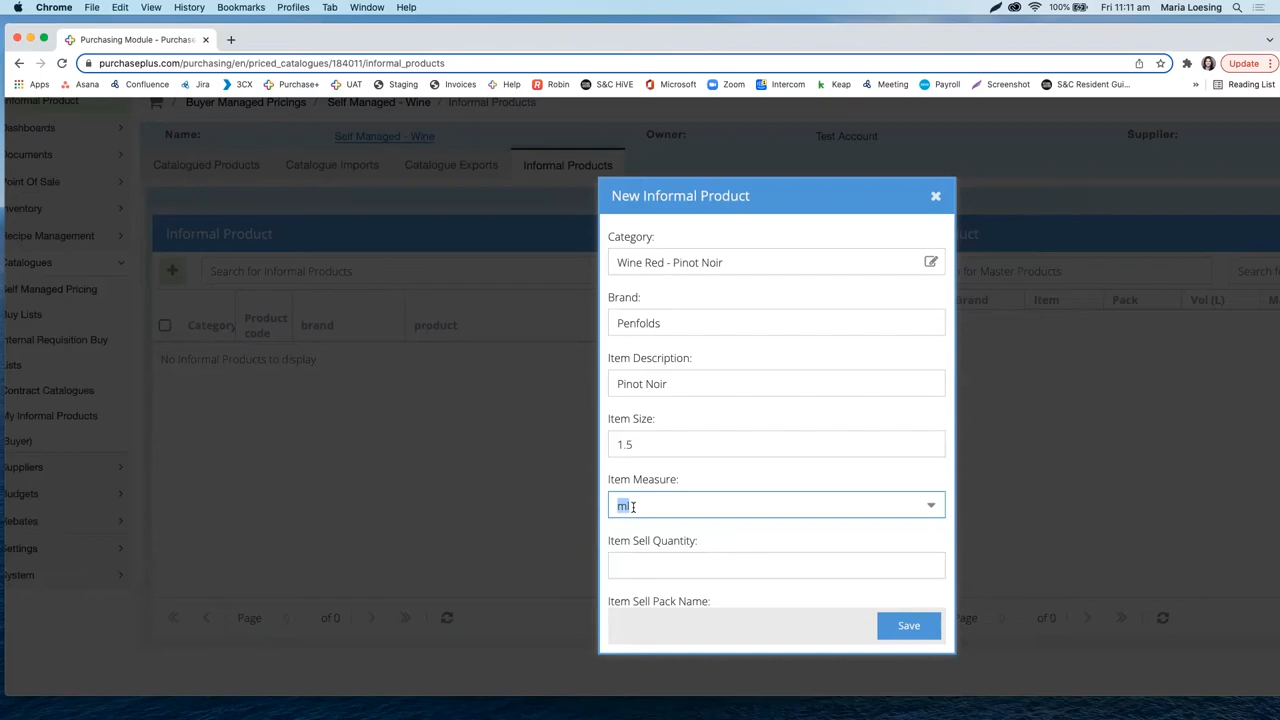 Chrome File Edit View History Bookmarks Profiles Tab Window Help 100% Fri 11:11 am Maria Loesing
Purchasing Module - Purchase
purchaseplus.com/purchasing/en/priced_catalogues/184011/informal_products Update
Apps Asana Confluence Jira 3CX Purchase+ UAT Staging Invoices Help Robin S&C HiVE Microsoft Zoom Intercom Keap Meeting Payroll Screenshot S&C Resident Gui... » Reading List
Informal Product
Buyer Managed Pricings > Self Managed - Wine > Informal Products
Dashboards
Documents
Point Of Sale
Inventory
Recipe Management
Catalogues
Self Managed Pricing
Buy Lists
Internal Requisition Buy
Lists
Contract Catalogues
My Informal Products
(Buyer)
Suppliers
Budgets
Rebates
Settings
System
Name: Self Managed - Wine Owner: Test Account Supplier:
Catalogued Products Catalogue Imports Catalogue Exports Informal Products
Informal Product
Search for Informal Products
Category Product code brand product
No Informal Products to display
Page 0 of 0
New Informal Product
Category:
Wine Red - Pinot Noir
Brand:
Penfolds
Item Description:
Pinot Noir
Item Size:
1.5
Item Measure:
ml
Item Sell Quantity:
Item Sell Pack Name:
Save
for Master Products Search fo
Brand Item Pack Vol (L)
of 0